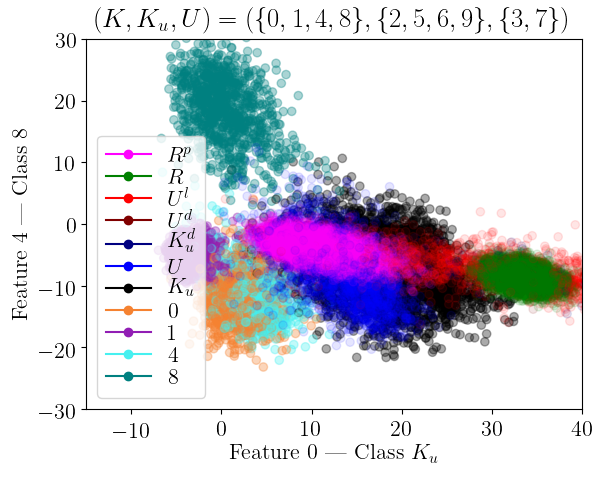 (K, K_u, U) = ({0, 1, 4, 8}, {2, 5, 6, 9}, {3, 7})
30
20
10
0
−10
−20
−30
Feature 4 — Class 8
R^p
R
U^l
U^d
K_u^d
U
K_u
0
1
4
8
−10 0 10 20 30 40
Feature 0 — Class K_u